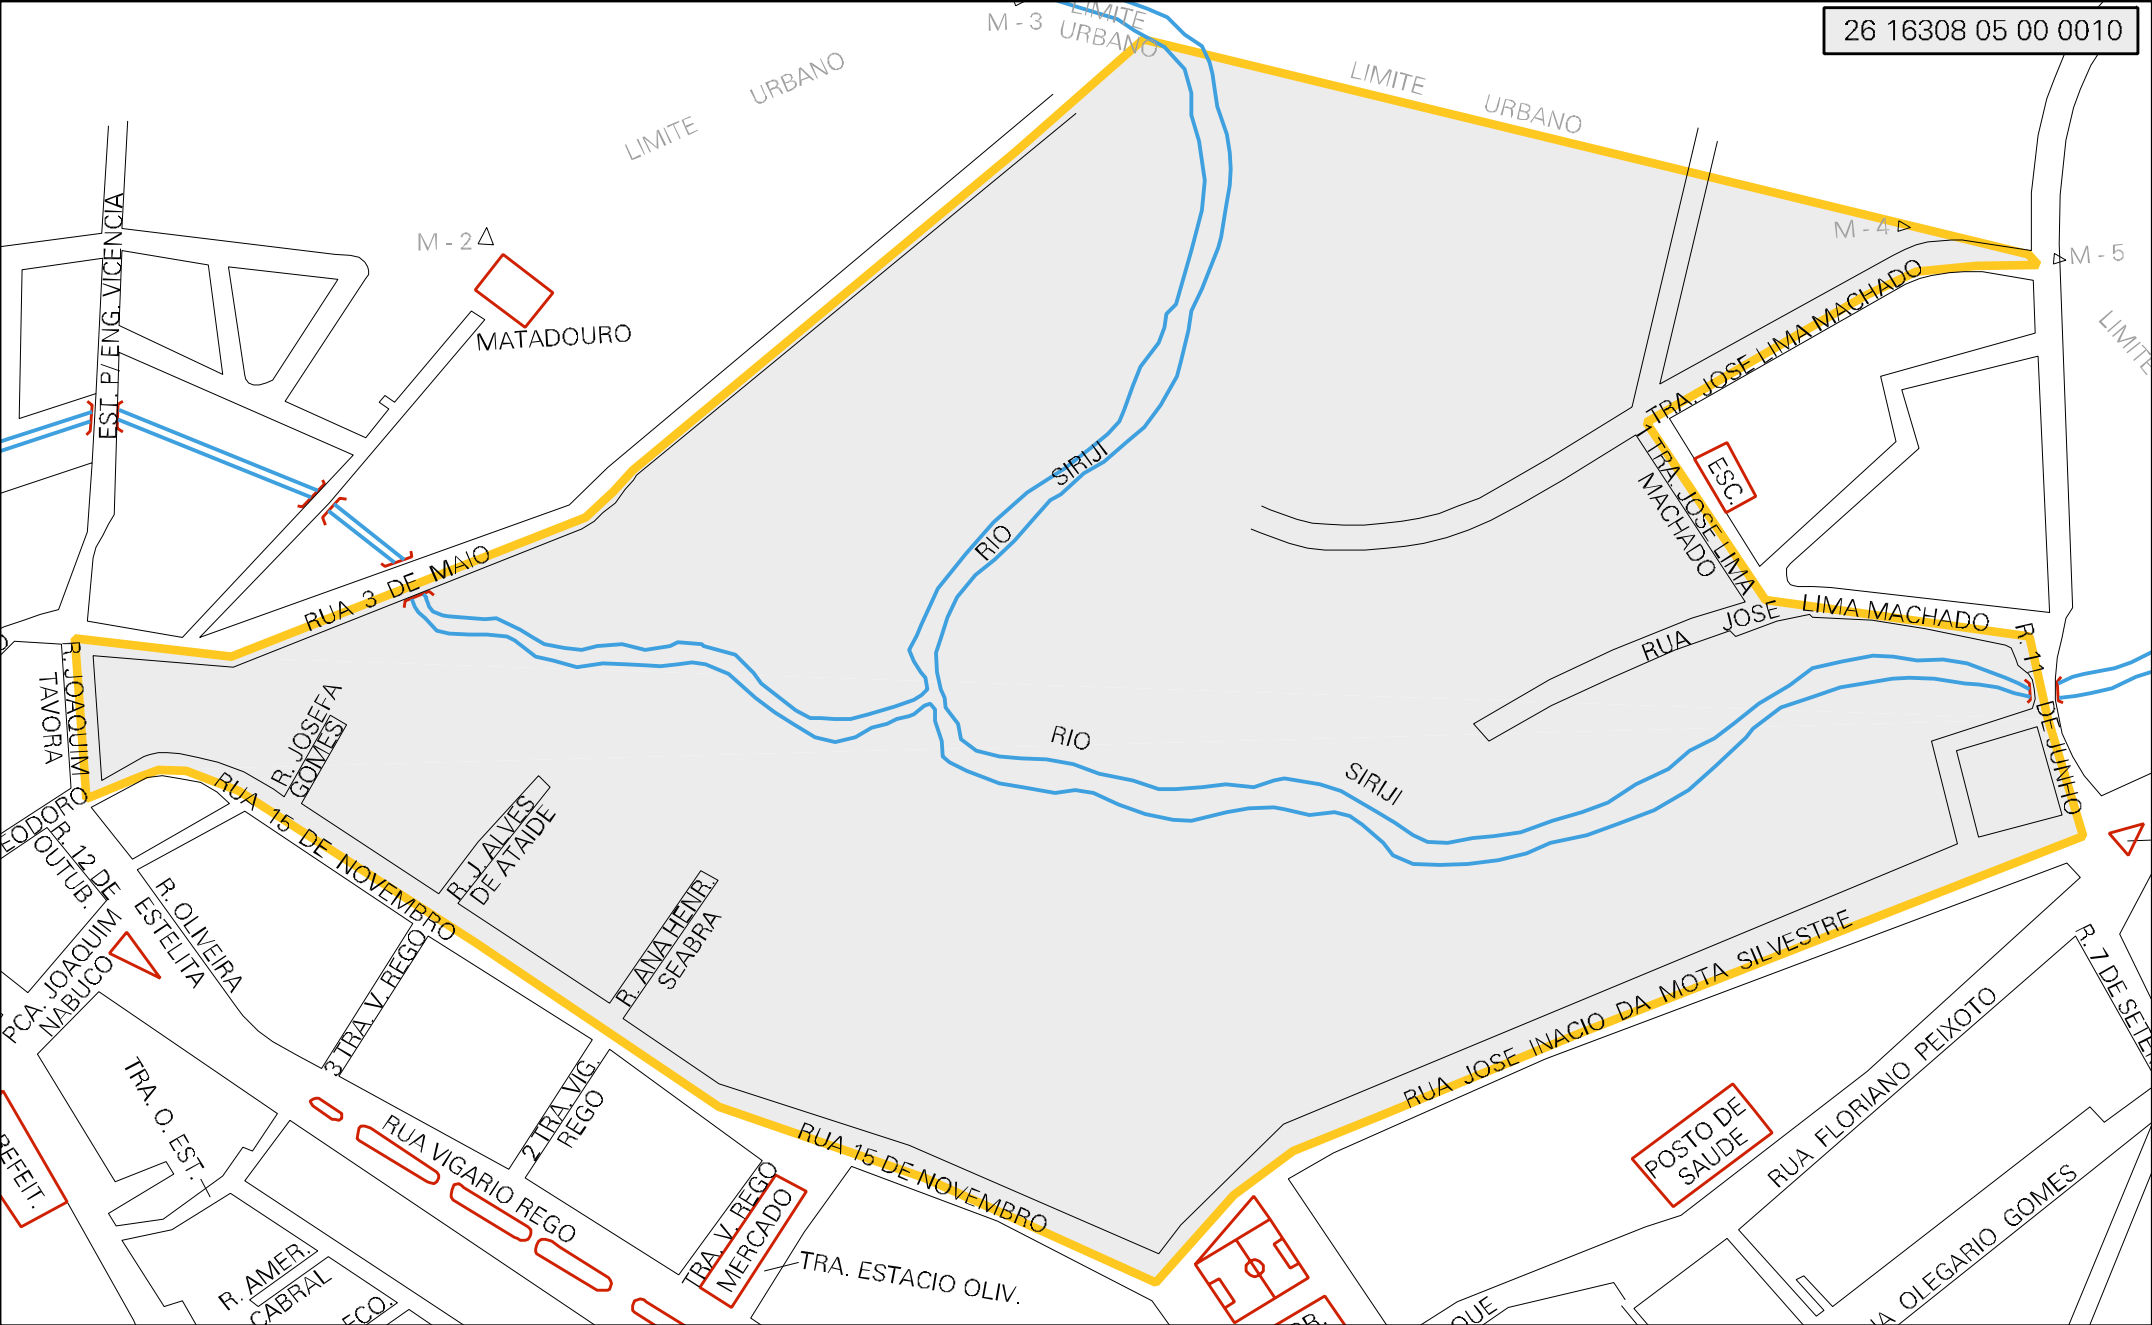 26 16308 05 00 0010
LIMITE
M - 3 URBANO
URBANO
LIMITE
LIMITE
URBANO
M - 2
MATADOURO
EST. P/ ENG. VICENCIA
M - 4
M - 5
LIMITE
TRA. JOSE LIMA MACHADO
1 TRA. JOSE LIMA
MACHADO
ESC.
SIRIJI
RIO
RUA 3 DE MAIO
RUA JOSE LIMA MACHADO
R. 11 DE JUNHO
R. JOAQUIM
TAVORA
R. JOSEFA
GOMES
RIO
SIRIJI
RUA 15 DE NOVEMBRO
R. J. ALVES
DE ATAIDE
R. ANA HENR.
SEABRA
EODORO
R. 12 DE
OUTUB.
R. OLIVEIRA
ESTELITA
PCA. JOAQUIM
NABUCO
3 TRA. V. REGO
TRA. O. EST.
2 TRA. VIG.
REGO
RUA VIGARIO REGO
TRA. V. REGO
MERCADO
RUA 15 DE NOVEMBRO
TRA. ESTACIO OLIV.
RUA JOSE INACIO DA MOTA SILVESTRE
R. 7 DE SETE
RUA FLORIANO PEIXOTO
POSTO DE
SAUDE
A OLEGARIO GOMES
REFEIT.
R. AMER.
CABRAL
ECO.
QUE